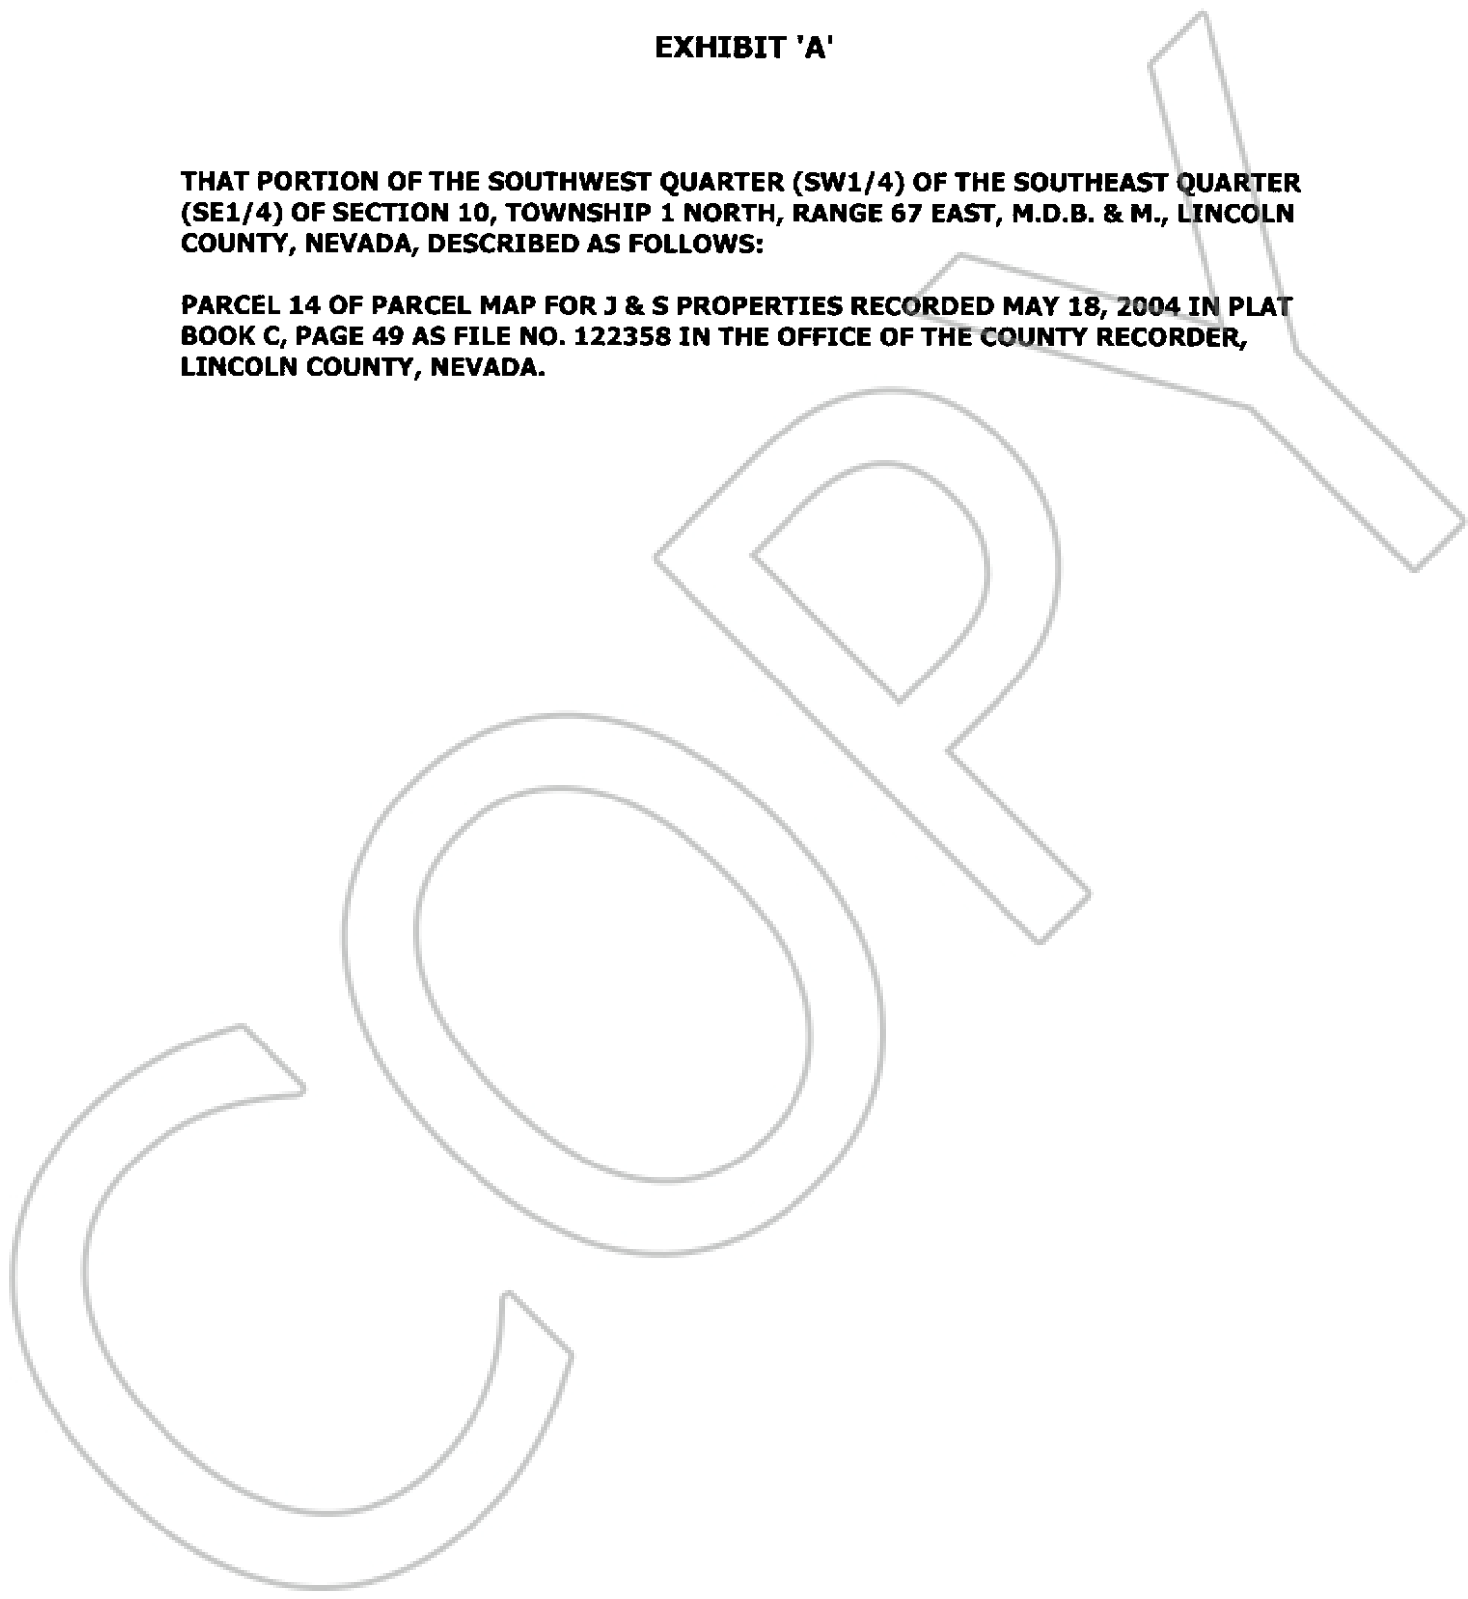 EXHIBIT 'A'
THAT PORTION OF THE SOUTHWEST QUARTER (SW1/4) OF THE SOUTHEAST QUARTER
(SE1/4) OF SECTION 10, TOWNSHIP 1 NORTH, RANGE 67 EAST, M.D.B. & M., LINCOLN
COUNTY, NEVADA, DESCRIBED AS FOLLOWS:
PARCEL 14 OF PARCEL MAP FOR J & S PROPERTIES RECORDED MAY 18, 2004 IN PLAT
BOOK C, PAGE 49 AS FILE NO. 122358 IN THE OFFICE OF THE COUNTY RECORDER,
LINCOLN COUNTY, NEVADA.
COPY